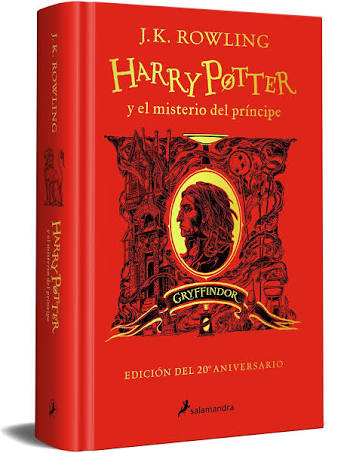 J.K. ROWLING
HARRY POTTER
y el misterio del príncipe
GRYFFINDOR
EDICIÓN DEL 20º ANIVERSARIO
salamandra
J.K. ROWLING
HARRY POTTER
y el misterio del príncipe